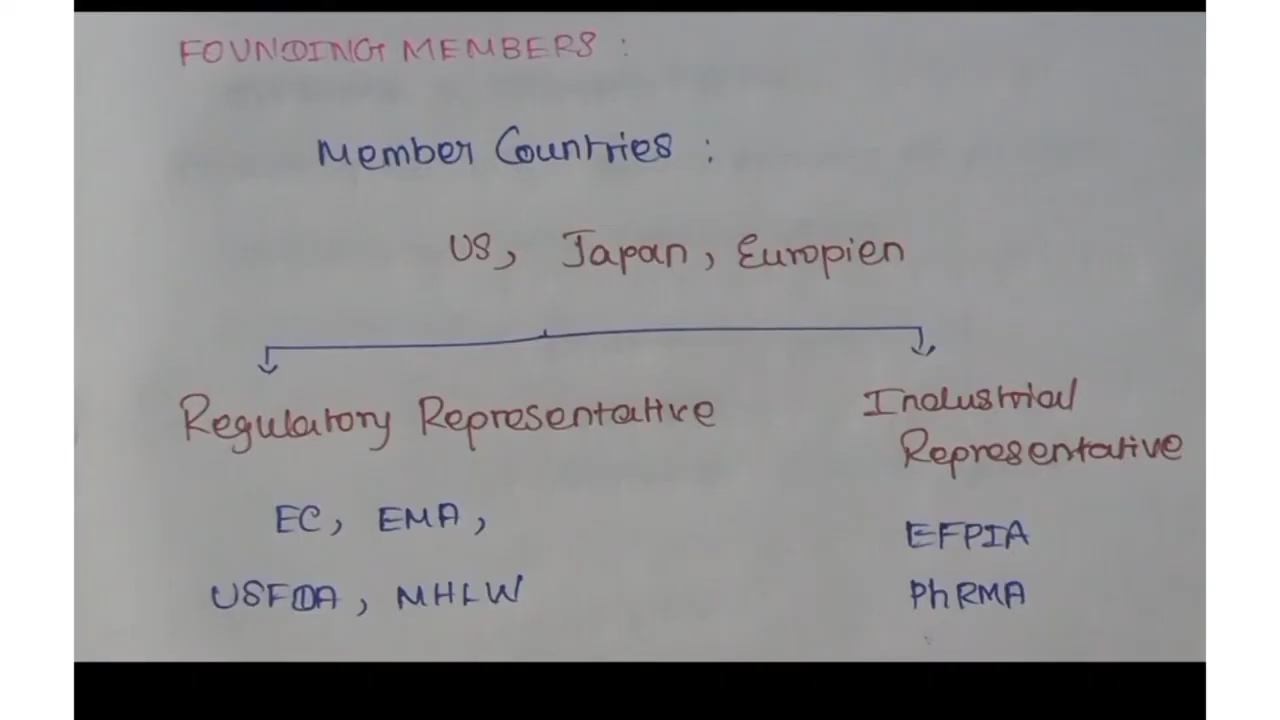 FOUNDING MEMBERS :
Member Countries :
US, Japan, Europien
Regulatory Representative
Industrial
Representative
EC, EMA,
USFDA, MHLW
EFPIA
PhRMA